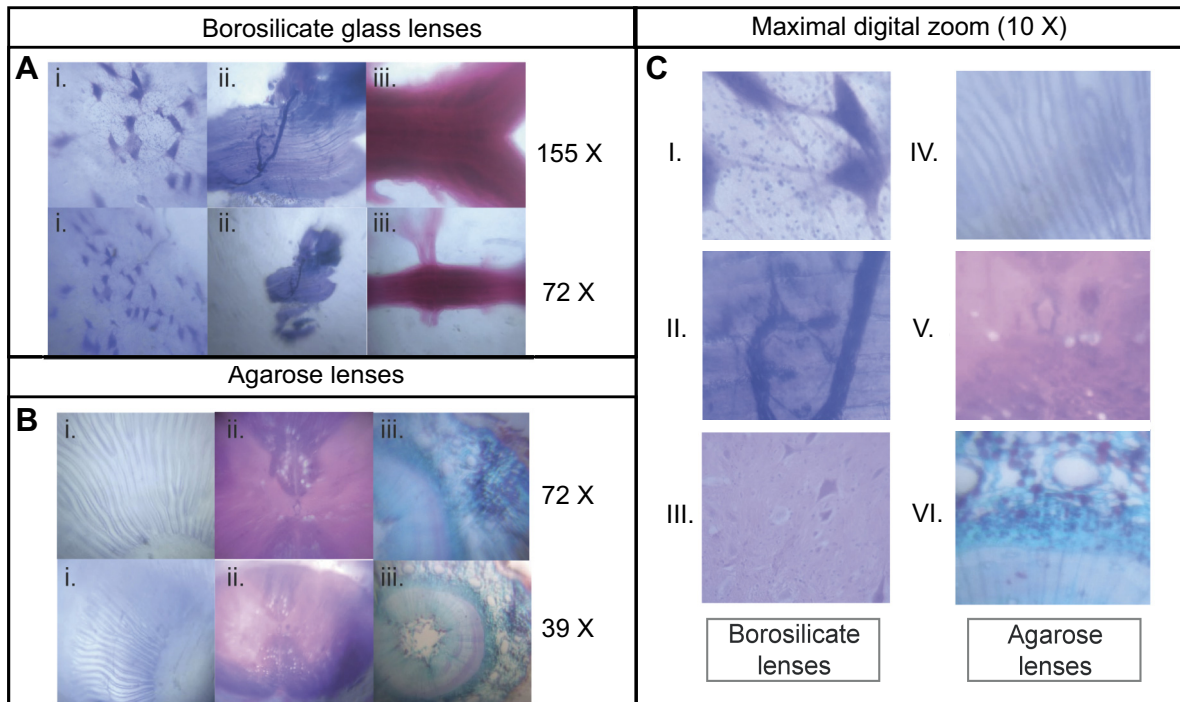 Borosilicate glass lenses
A
i. ii. iii.
155 X
i. ii. iii.
72 X
Agarose lenses
B
i. ii. iii.
72 X
i. ii. iii.
39 X
Maximal digital zoom (10 X)
C
I. IV.
II. V.
III. VI.
Borosilicate
lenses
Agarose
lenses